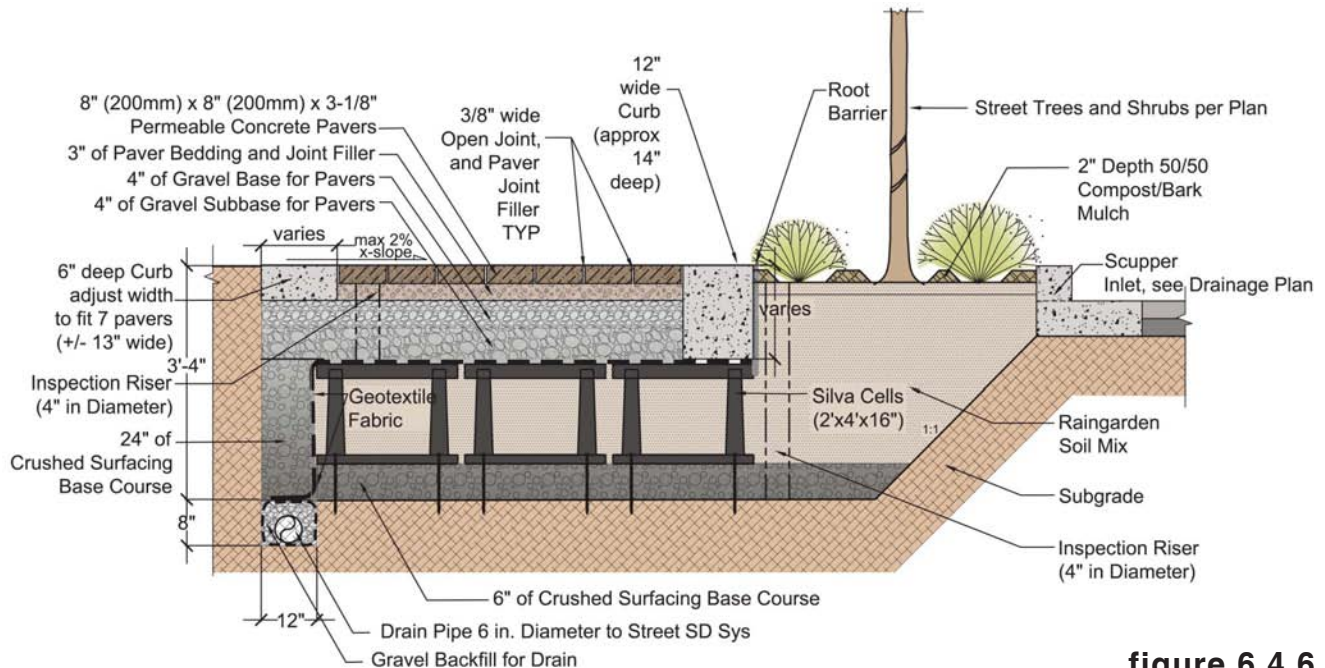 8" (200mm) x 8" (200mm) x 3-1/8"
Permeable Concrete Pavers
3" of Paver Bedding and Joint Filler
4" of Gravel Base for Pavers
4" of Gravel Subbase for Pavers
3/8" wide
Open Joint,
and Paver
Joint
Filler
TYP
12"
wide
Curb
(approx
14"
deep)
Root
Barrier
Street Trees and Shrubs per Plan
2" Depth 50/50
Compost/Bark
Mulch
varies
max 2%
x-slope
6" deep Curb
adjust width
to fit 7 pavers
(+/- 13" wide)
3'-4"
Scupper
Inlet, see Drainage Plan
varies
Inspection Riser
(4" in Diameter)
Geotextile
Fabric
Silva Cells
(2'x4'x16")
1:1
Raingarden
Soil Mix
24" of
Crushed Surfacing
Base Course
Subgrade
8"
Inspection Riser
(4" in Diameter)
6" of Crushed Surfacing Base Course
12"
Drain Pipe 6 in. Diameter to Street SD Sys
Gravel Backfill for Drain
figure 6.4.6